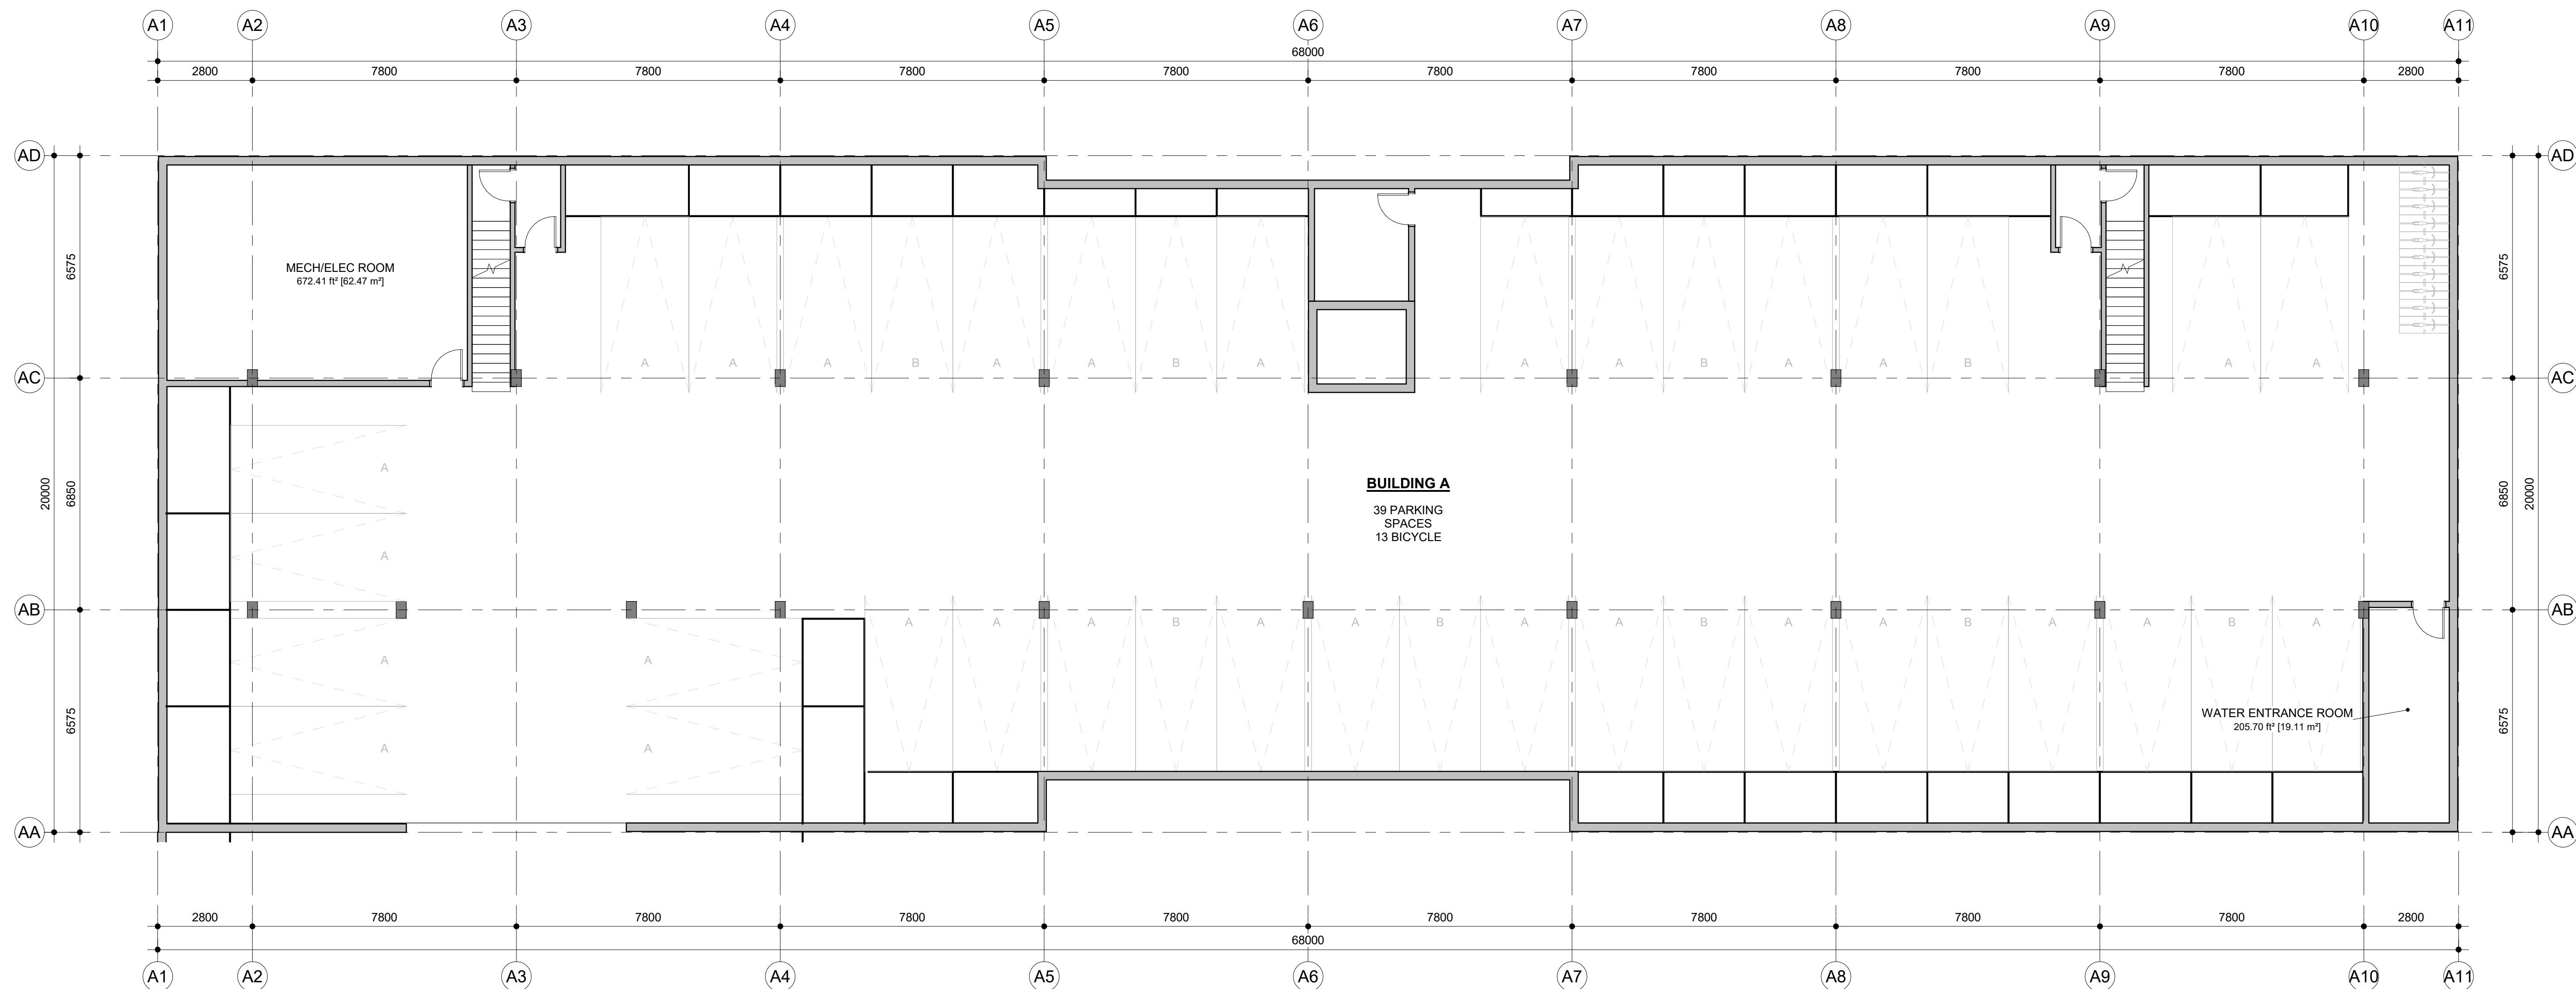 A1 A2 A3 A4 A5 A6 A7 A8 A9 A10 A11
68000
2800 7800 7800 7800 7800 7800 7800 7800 7800 2800
AD AD
MECH/ELEC ROOM
672.41 ft² [62.47 m²]
6575 6575
A A A B A A B A A A B A A B A A
AC AC
A
BUILDING A
20000 6850 6850 20000
39 PARKING
SPACES
13 BICYCLE
A
AB AB
A A A B A A B A A B A A B A A B A
A A
WATER ENTRANCE ROOM
205.70 ft² [19.11 m²]
6575 6575
A A
AA AA
2800 7800 7800 7800 7800 7800 7800 7800 7800 2800
68000
A1 A2 A3 A4 A5 A6 A7 A8 A9 A10 A11